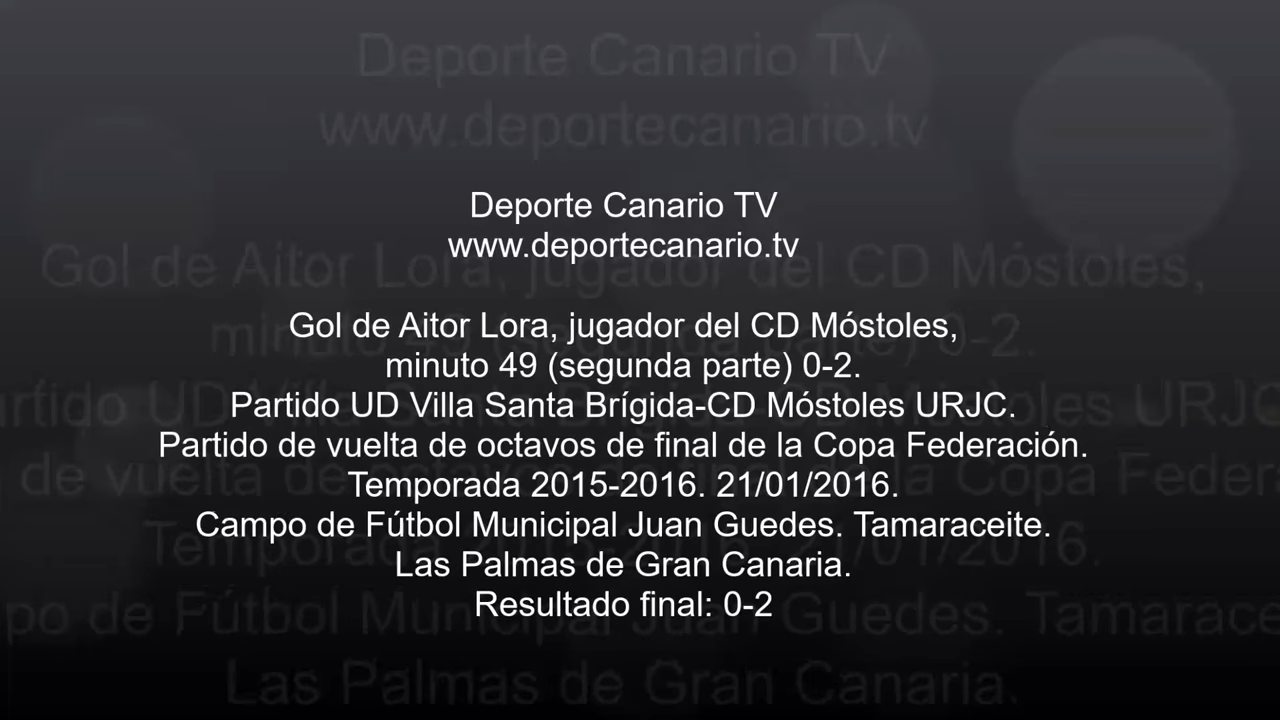 Deporte Canario TV
www.deportecanario.tv
Gol de Aitor Lora, jugador del CD Móstoles,
minuto 49 (segunda parte) 0-2.
Partido UD Villa Santa Brígida-CD Móstoles URJC.
Partido de vuelta de octavos de final de la Copa Federación.
Temporada 2015-2016. 21/01/2016.
Campo de Fútbol Municipal Juan Guedes. Tamaraceite.
Las Palmas de Gran Canaria.
Resultado final: 0-2